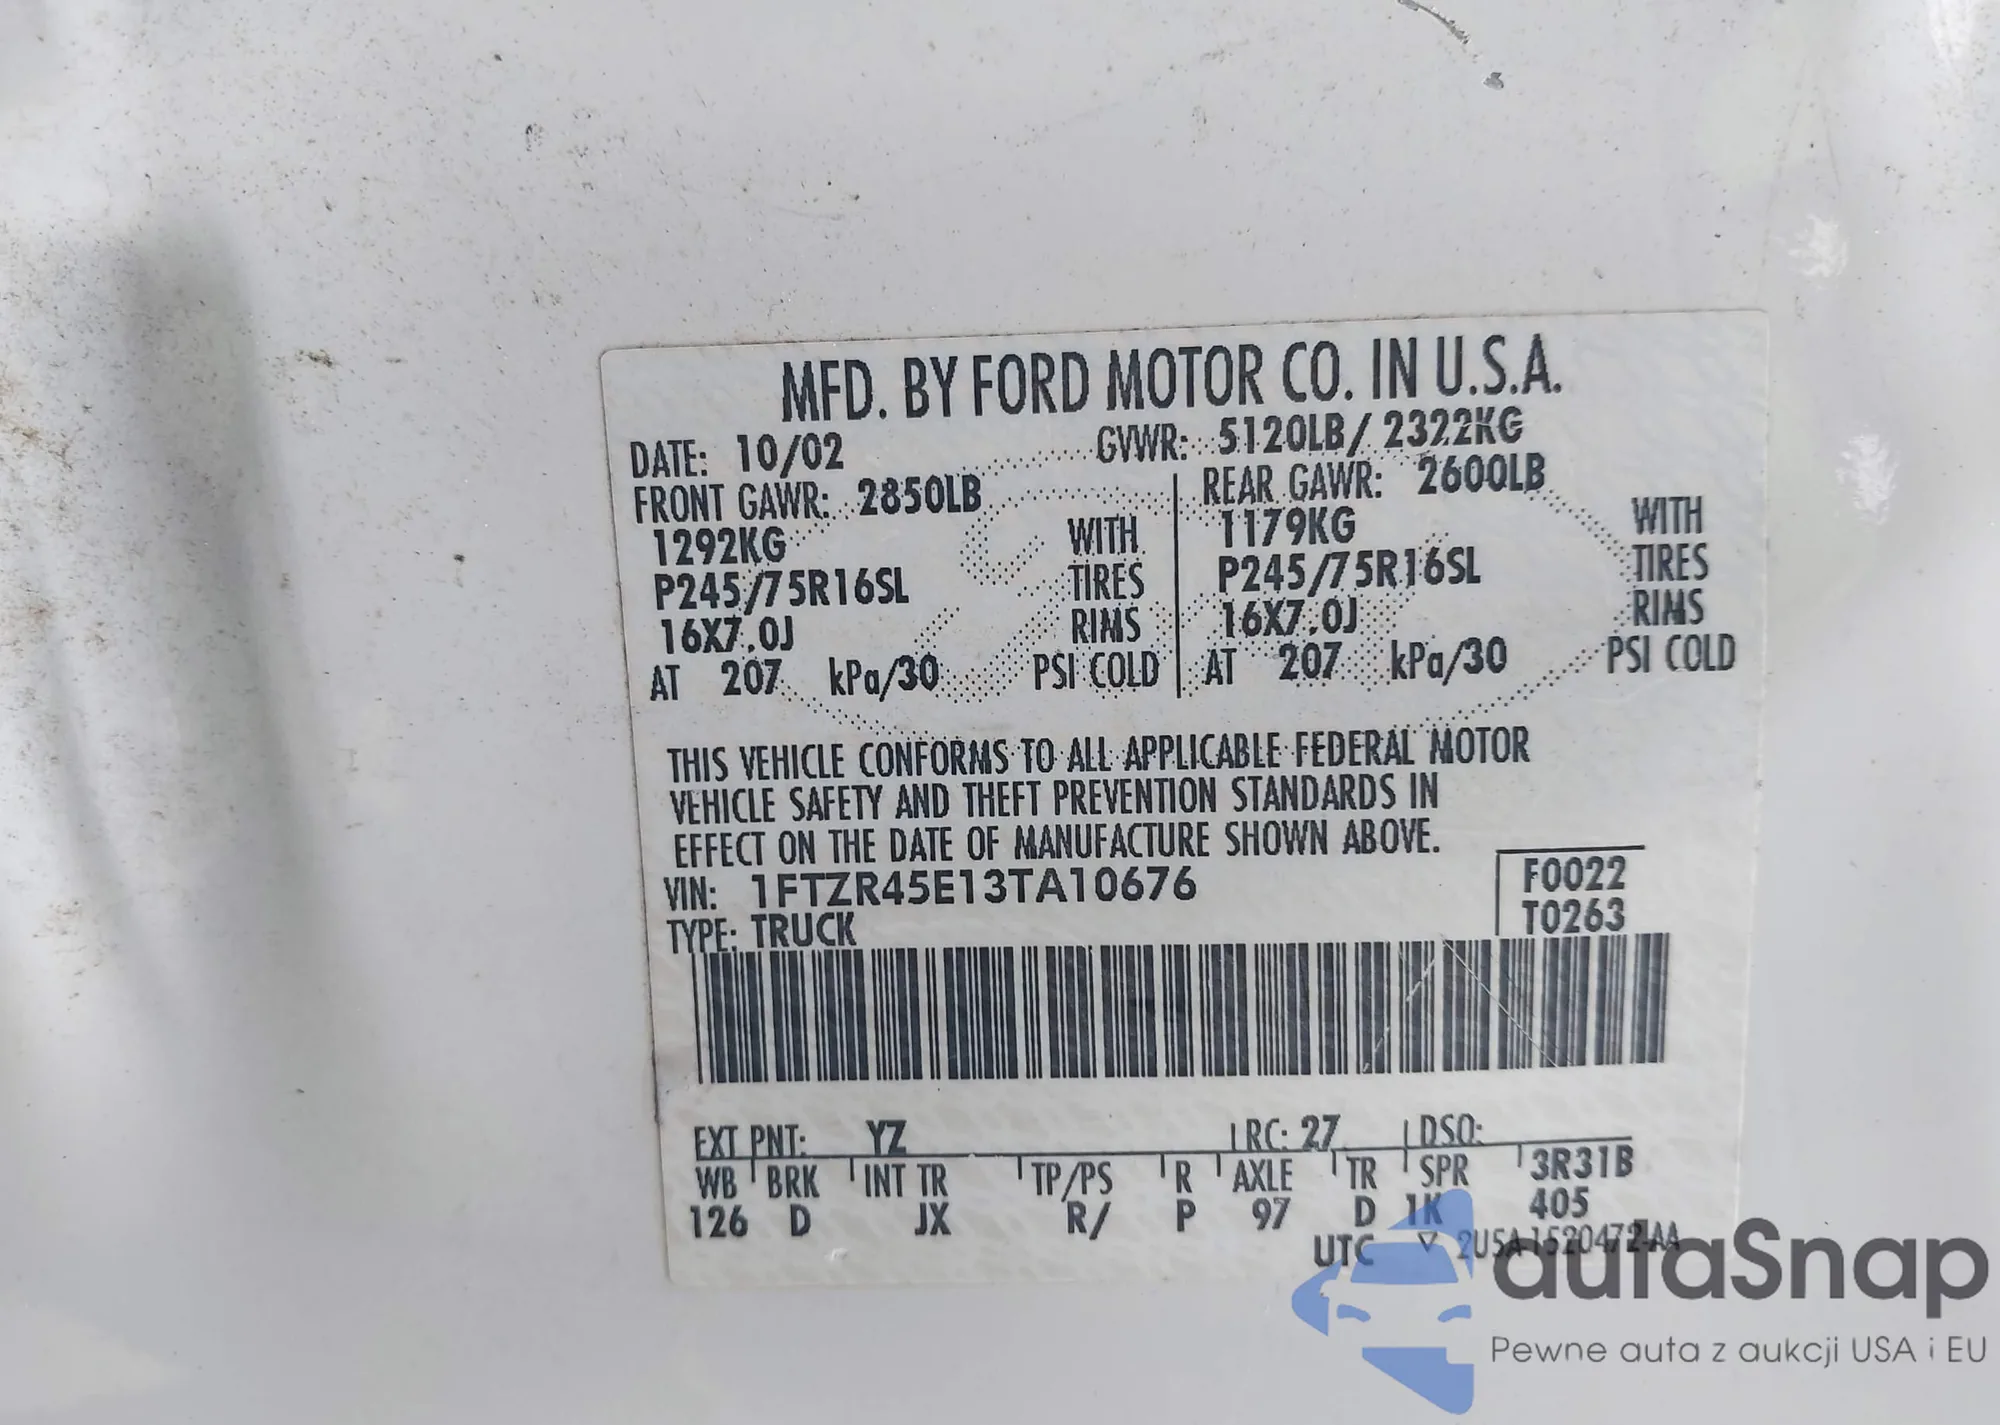 MFD. BY FORD MOTOR CO. IN U.S.A.
DATE: 10/02 GVWR: 5120LB/ 2322KG
FRONT GAWR: 2850LB REAR GAWR: 2600LB
1292KG WITH 1179KG WITH
P245/75R16SL TIRES P245/75R16SL TIRES
16X7.0J RIMS 16X7.0J RIMS
AT 207 kPa/30 PSI COLD AT 207 kPa/30 PSI COLD
THIS VEHICLE CONFORMS TO ALL APPLICABLE FEDERAL MOTOR
VEHICLE SAFETY AND THEFT PREVENTION STANDARDS IN
EFFECT ON THE DATE OF MANUFACTURE SHOWN ABOVE.
VIN: 1FTZR45E13TA10676 F0022
TYPE: TRUCK T0263
EXT PNT: YZ RC: 27 DSO:
WB BRK INT TR TP/PS R AXLE TR SPR 3R31B
126 D JX R/ P 97 D 1K 405
UTC
autaSnap
Pewne auta z aukcji USA i EU